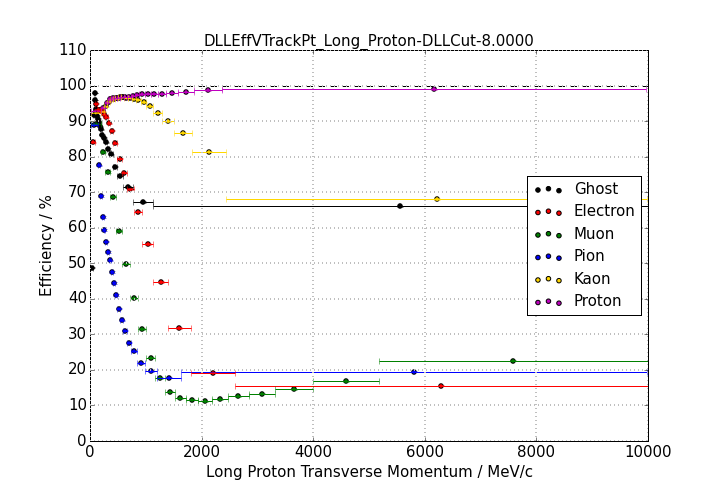 DLLEffVTrackPt_Long_Proton-DLLCut-8.0000
110
100
90
80
70
60
50
40
30
20
10
0
Efficiency / %
Ghost
Electron
Muon
Pion
Kaon
Proton
0 2000 4000 6000 8000 10000
Long Proton Transverse Momentum / MeV/c